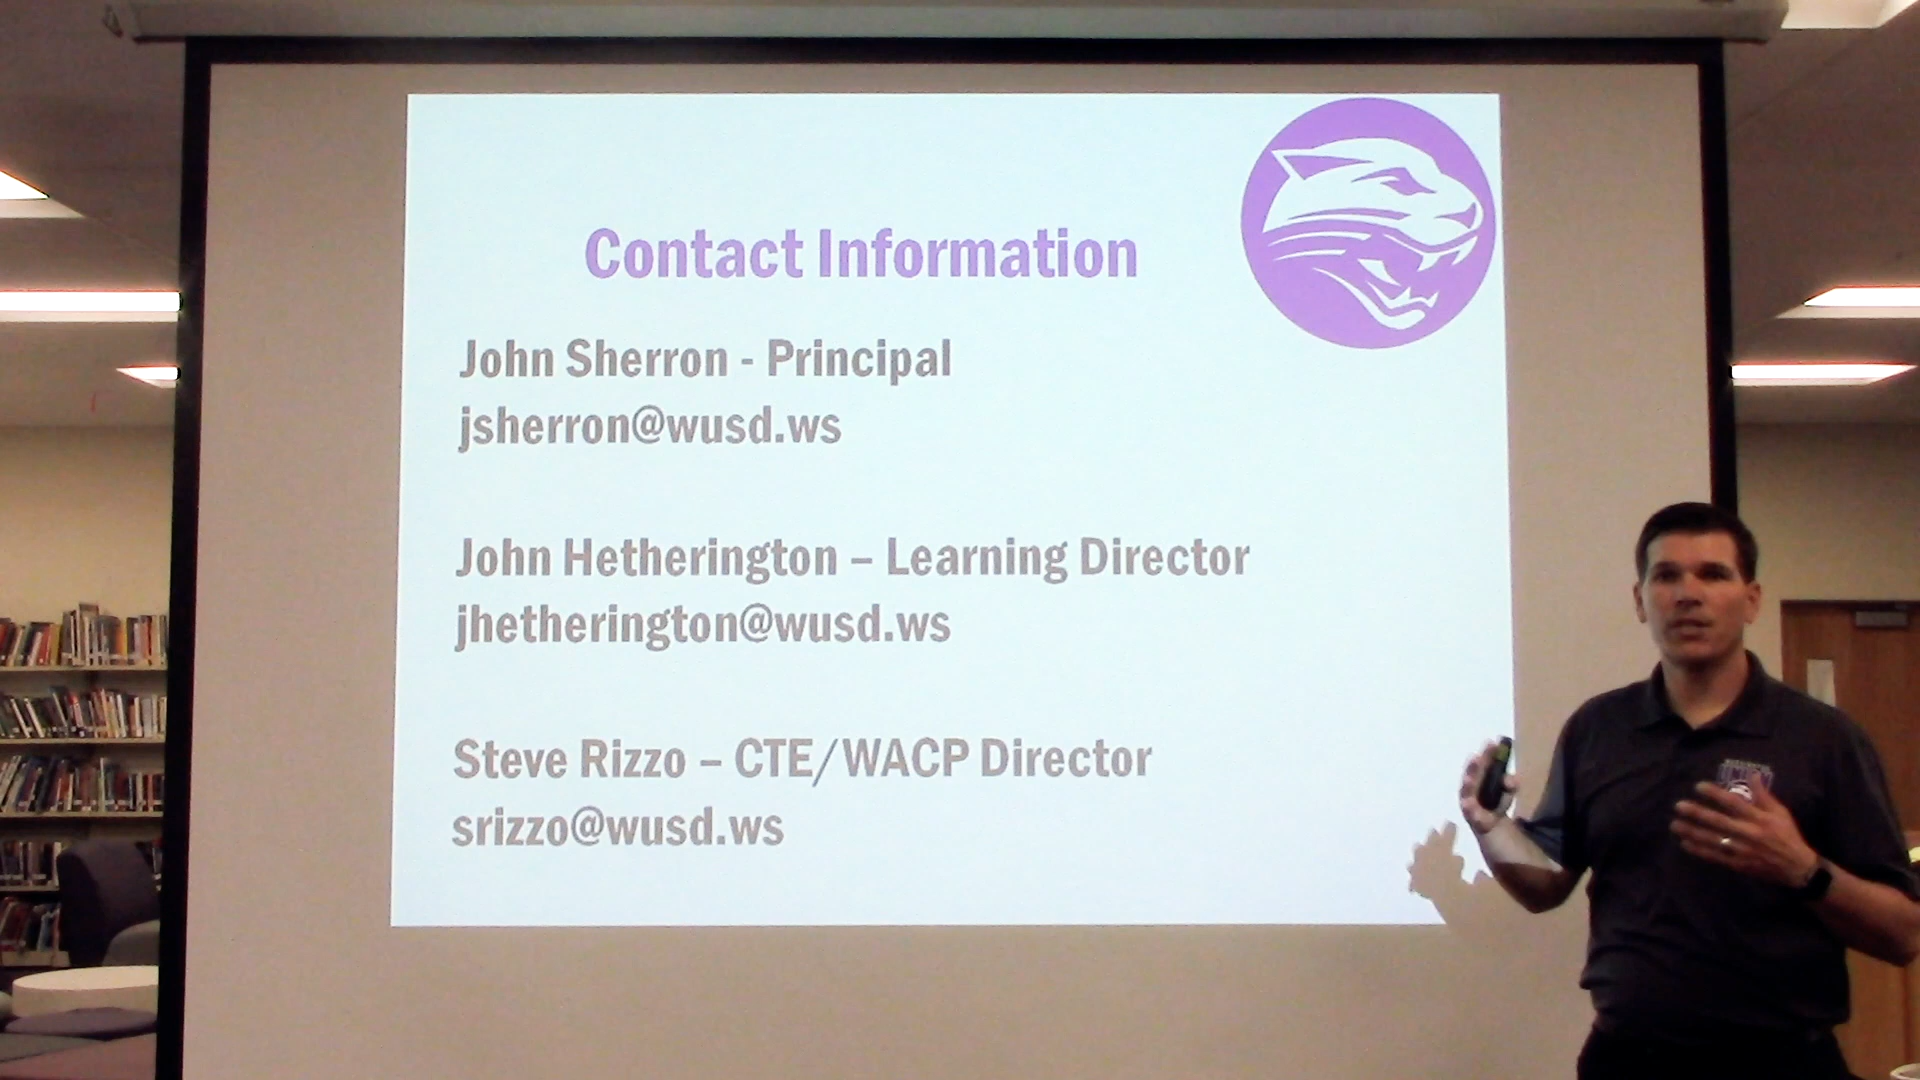 Contact Information
John Sherron - Principal
jsherron@wusd.ws
John Hetherington – Learning Director
jhetherington@wusd.ws
Steve Rizzo – CTE/WACP Director
srizzo@wusd.ws
UNION